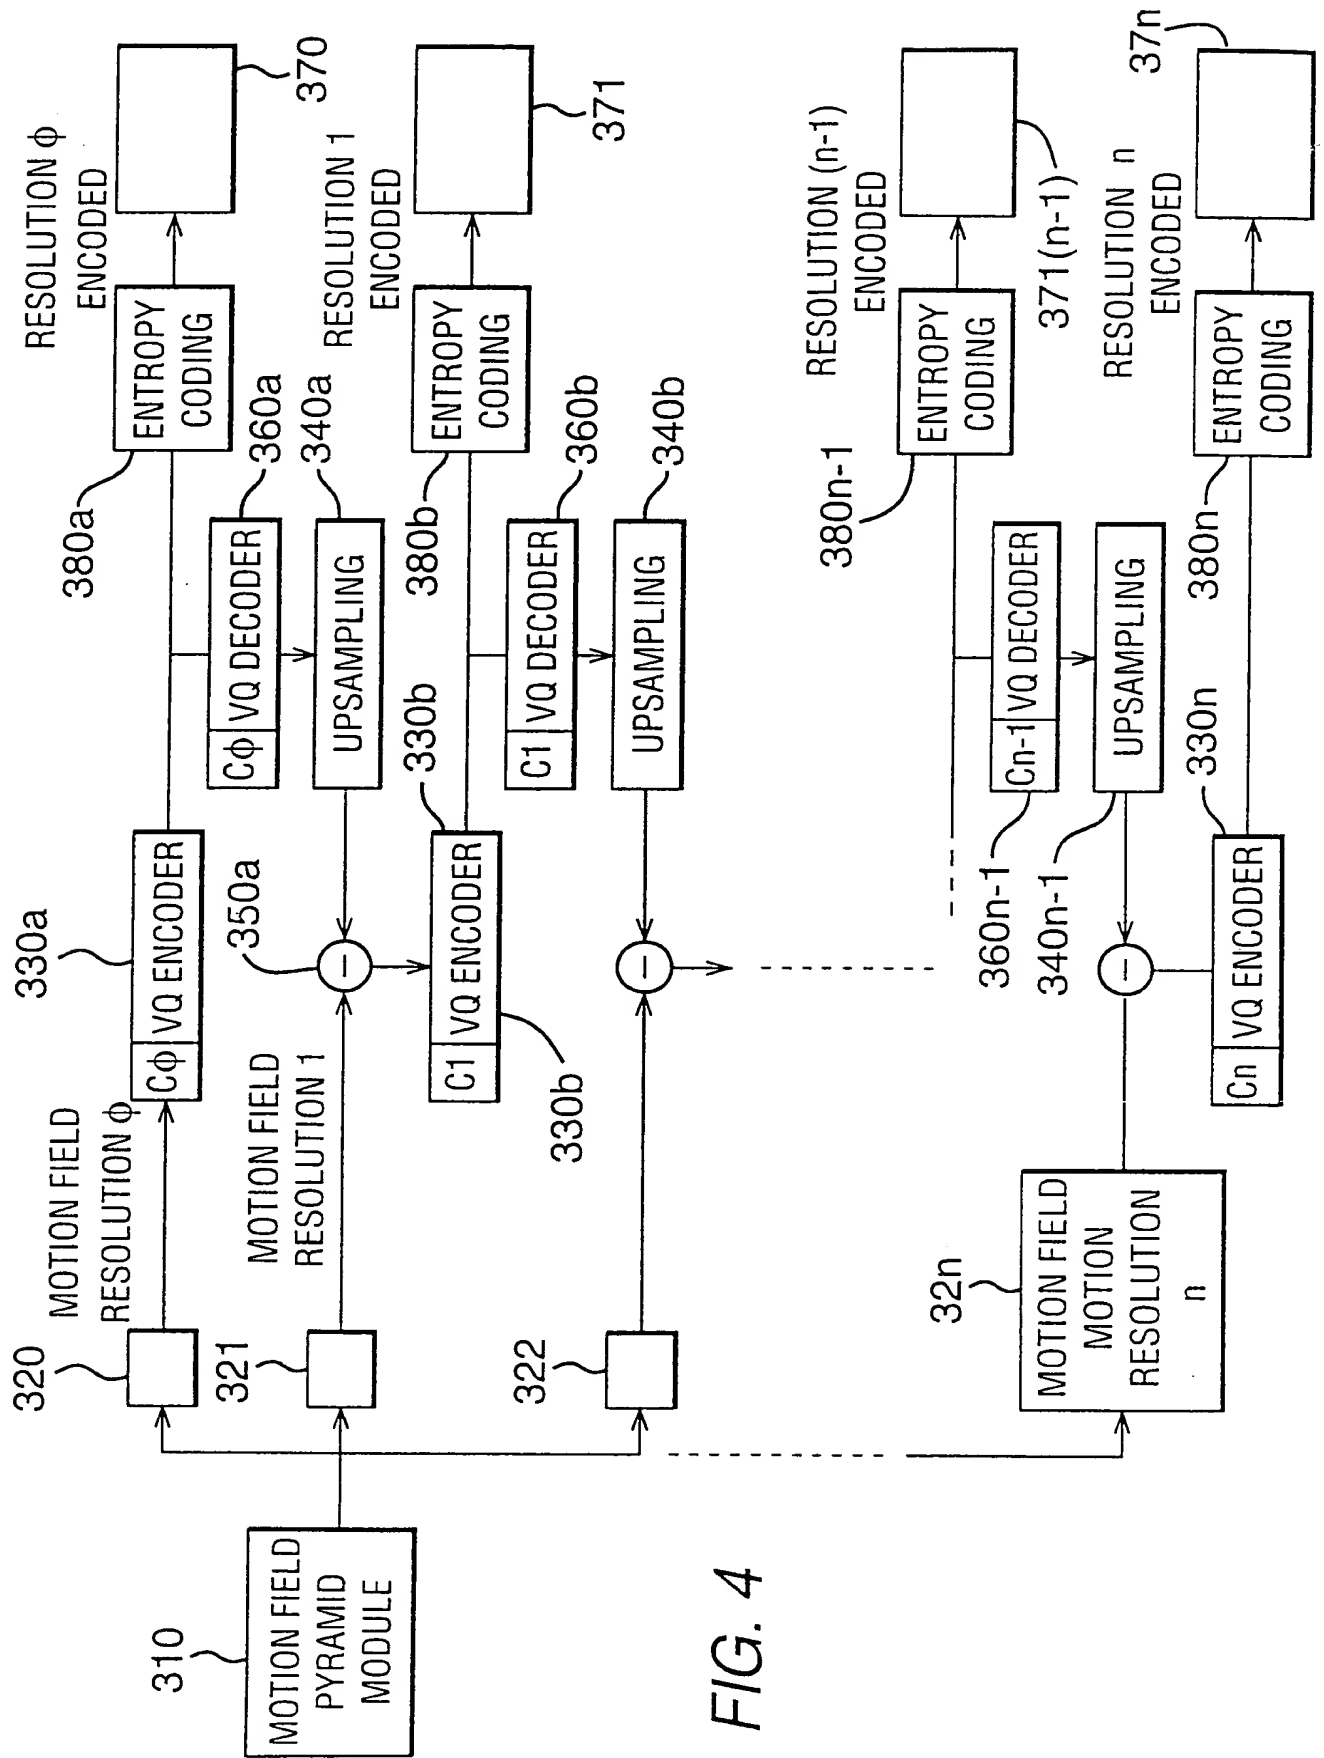 310
MOTION FIELD
PYRAMID
MODULE
320
MOTION FIELD
RESOLUTION ϕ
330a
Cϕ VQ ENCODER
380a
ENTROPY
CODING
RESOLUTION ϕ
ENCODED
370
Cϕ VQ DECODER
360a
UPSAMPLING
340a
321
MOTION FIELD
RESOLUTION 1
350a
−
330b
C1 VQ ENCODER
330b
380b
ENTROPY
CODING
RESOLUTION 1
ENCODED
371
C1 VQ DECODER
360b
UPSAMPLING
340b
322
−
380n-1
ENTROPY
CODING
RESOLUTION (n-1)
ENCODED
371(n-1)
Cn-1 VQ DECODER
360n-1
UPSAMPLING
340n-1
32n
MOTION FIELD
MOTION
RESOLUTION
n
−
330n
Cn VQ ENCODER
380n
ENTROPY
CODING
RESOLUTION n
ENCODED
37n
FIG. 4